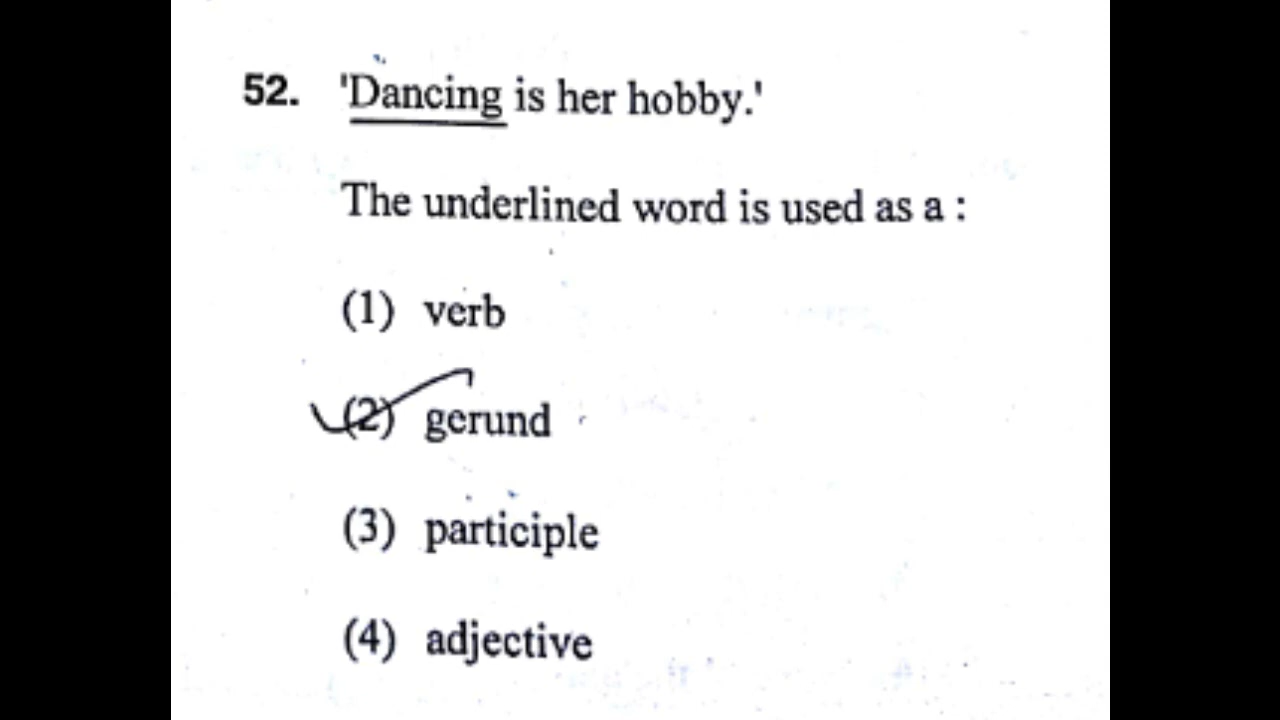 52. 'Dancing is her hobby.'
The underlined word is used as a :
(1) verb
(2) gerund
(3) participle
(4) adjective